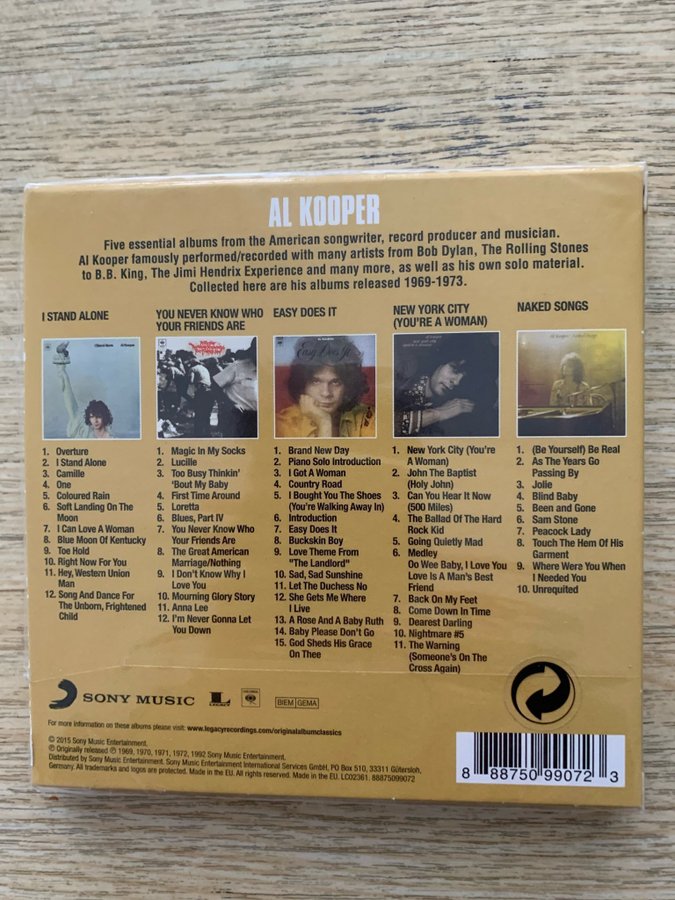 AL KOOPER
Five essential albums from the American songwriter, record producer and musician.
Al Kooper famously performed/recorded with many artists from Bob Dylan, The Rolling Stones
to B.B. King, The Jimi Hendrix Experience and many more, as well as his own solo material.
Collected here are his albums released 1969-1973.
I STAND ALONE
1. Overture
2. I Stand Alone
3. Camille
4. One
5. Coloured Rain
6. Soft Landing On The
Moon
7. I Can Love A Woman
8. Blue Moon Of Kentucky
9. Toe Hold
10. Right Now For You
11. Hey, Western Union
Man
12. Song And Dance For
The Unborn, Frightened
Child
YOU NEVER KNOW WHO
YOUR FRIENDS ARE
1. Magic In My Socks
2. Lucille
3. Too Busy Thinkin'
'Bout My Baby
4. First Time Around
5. Loretta
6. Blues, Part IV
7. You Never Know Who
Your Friends Are
8. The Great American
Marriage/Nothing
9. I Don't Know Why I
Love You
10. Mourning Glory Story
11. Anna Lee
12. I'm Never Gonna Let
You Down
EASY DOES IT
Easy Does It
1. Brand New Day
2. Piano Solo Introduction
3. I Got A Woman
4. Country Road
5. I Bought You The Shoes
(You're Walking Away In)
6. Introduction
7. Easy Does It
8. Buckskin Boy
9. Love Theme From
"The Landlord"
10. Sad, Sad Sunshine
11. Let The Duchess No
12. She Gets Me Where
I Live
13. A Rose And A Baby Ruth
14. Baby Please Don't Go
15. God Sheds His Grace
On Thee
NEW YORK CITY
(YOU'RE A WOMAN)
1. New York City (You're
A Woman)
2. John The Baptist
(Holy John)
3. Can You Hear It Now
(500 Miles)
4. The Ballad Of The Hard
Rock Kid
5. Going Quietly Mad
6. Medley
Oo Wee Baby, I Love You
Love Is A Man's Best
Friend
7. Back On My Feet
8. Come Down In Time
9. Dearest Darling
10. Nightmare #5
11. The Warning
(Someone's On The
Cross Again)
NAKED SONGS
1. (Be Yourself) Be Real
2. As The Years Go
Passing By
3. Jolie
4. Blind Baby
5. Been and Gone
6. Sam Stone
7. Peacock Lady
8. Touch The Hem Of His
Garment
9. Where Were You When
I Needed You
10. Unrequited
SONY MUSIC
LEGACY
COLUMBIA
BIEM GEMA
For more information on these albums please visit: www.legacyrecordings.com/originalalbumclassics
© 2015 Sony Music Entertainment.
℗ Originally released ℗ 1969, 1970, 1971, 1972, 1992 Sony Music Entertainment.
Distributed by Sony Music Entertainment. Sony Music Entertainment International Services GmbH, PO Box 510, 33311 Gütersloh,
Germany. All trademarks and logos are protected. Made in the EU. All rights reserved. Made in the EU. LC02361. 88875099072
8 88750 99072 3